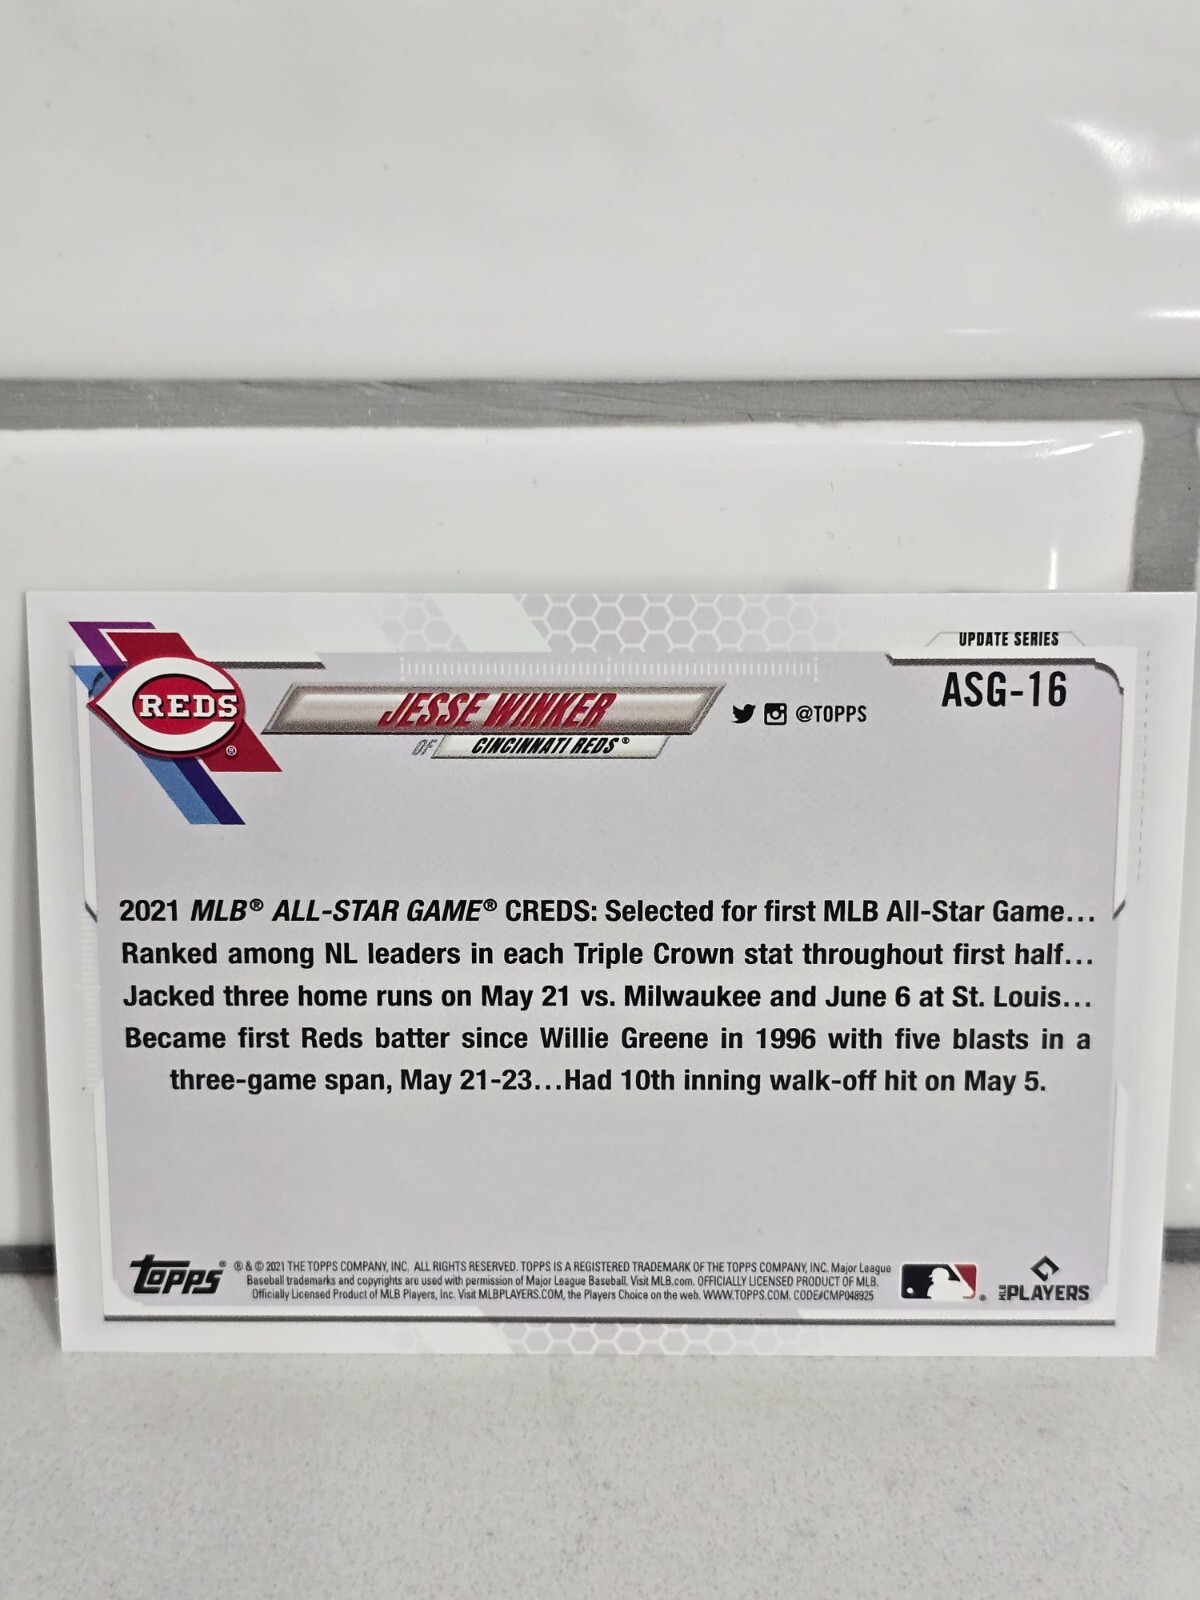 UPDATE SERIES
ASG-16
REDS®
JESSE WINKER
@TOPPS
OF CINCINNATI REDS®
2021 MLB® ALL-STAR GAME® CREDS: Selected for first MLB All-Star Game...
Ranked among NL leaders in each Triple Crown stat throughout first half...
Jacked three home runs on May 21 vs. Milwaukee and June 6 at St. Louis...
Became first Reds batter since Willie Greene in 1996 with five blasts in a
three-game span, May 21-23...Had 10th inning walk-off hit on May 5.
topps®
® & © 2021 THE TOPPS COMPANY, INC. ALL RIGHTS RESERVED. TOPPS IS A REGISTERED TRADEMARK OF THE TOPPS COMPANY, INC. Major League
Baseball trademarks and copyrights are used with permission of Major League Baseball. Visit MLB.com. OFFICIALLY LICENSED PRODUCT OF MLB.
Officially Licensed Product of MLB Players, Inc. Visit MLBPLAYERS.COM, the Players Choice on the web. WWW.TOPPS.COM. CODE#CMP048925
®
MLB PLAYERS